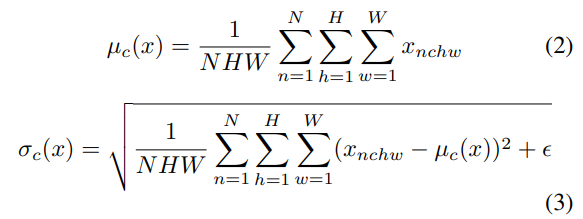 μ_c(x) = \frac{1}{NHW} \sum_{n=1}^{N} \sum_{h=1}^{H} \sum_{w=1}^{W} x_{nchw} (2)
σ_c(x) = \sqrt{\frac{1}{NHW} \sum_{n=1}^{N} \sum_{h=1}^{H} \sum_{w=1}^{W} (x_{nchw} - μ_c(x))^2 + ϵ}
(3)